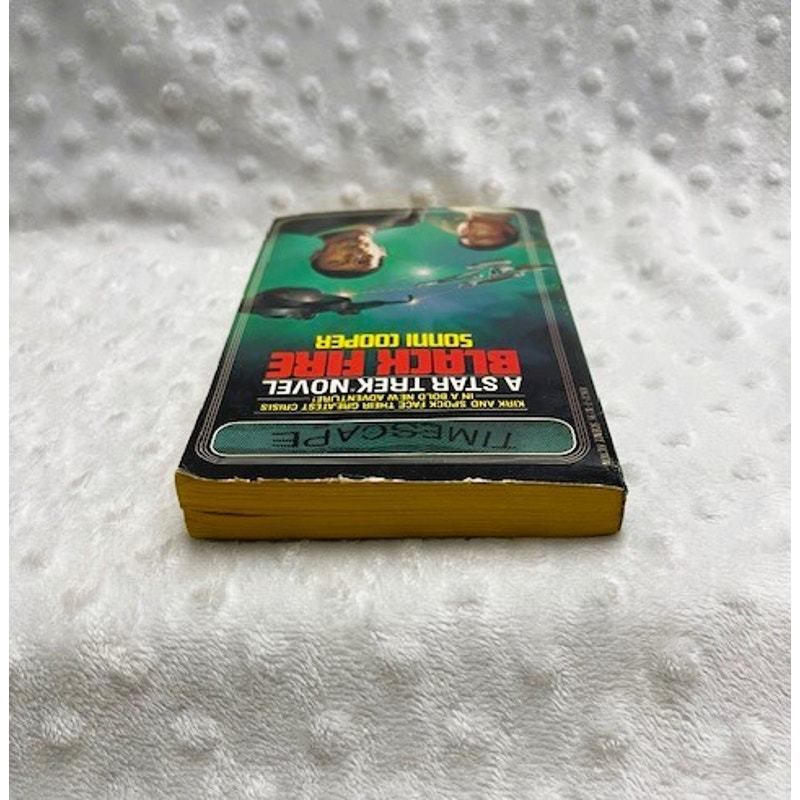 TIMESCAPE
KIRK AND SPOCK FACE THEIR GREATEST CRISIS
IN A BOLD NEW ADVENTURE!
A STAR TREK® NOVEL
BLACK FIRE
SONNI COOPER